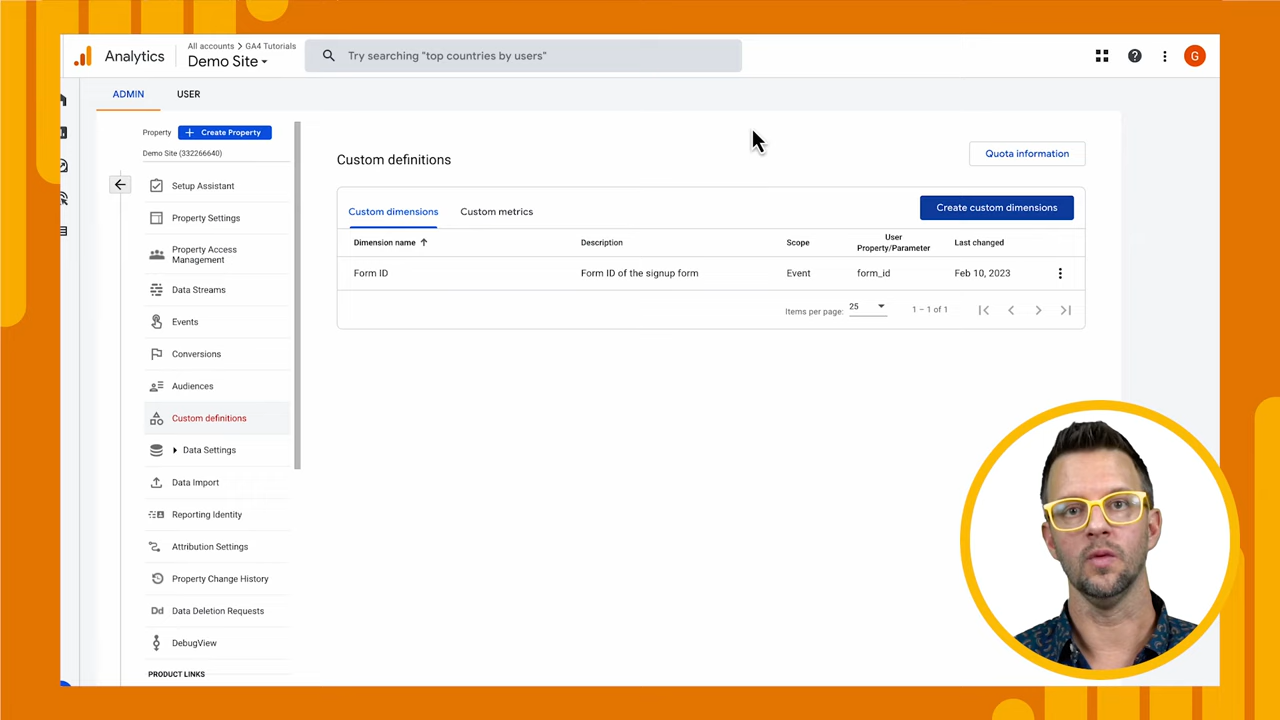 Analytics
All accounts > GA4 Tutorials
Demo Site
Try searching "top countries by users"
G
ADMIN
USER
Property
+ Create Property
Demo Site (332266640)
Setup Assistant
Property Settings
Property Access
Management
Data Streams
Events
Conversions
Audiences
Custom definitions
Data Settings
Data Import
Reporting Identity
Attribution Settings
Property Change History
Dd Data Deletion Requests
DebugView
PRODUCT LINKS
Custom definitions
Quota information
Custom dimensions
Custom metrics
Create custom dimensions
Dimension name
Description
Scope
User
Property/Parameter
Last changed
Form ID
Form ID of the signup form
Event
form_id
Feb 10, 2023
Items per page:
25
1 – 1 of 1